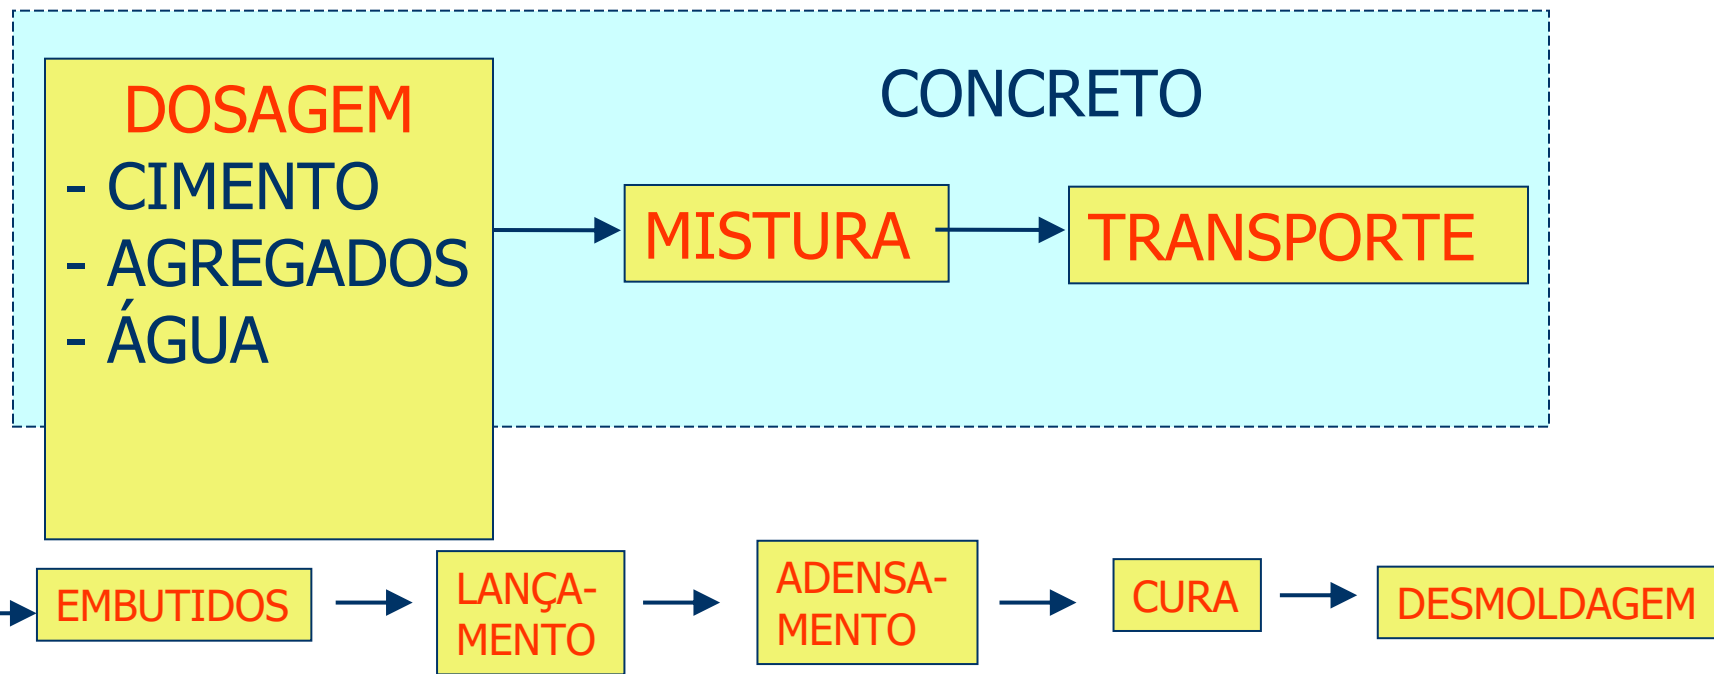 DOSAGEM
- CIMENTO
- AGREGADOS
- ÁGUA
CONCRETO
MISTURA
TRANSPORTE
EMBUTIDOS
LANÇA-
MENTO
ADENSA-
MENTO
CURA
DESMOLDAGEM